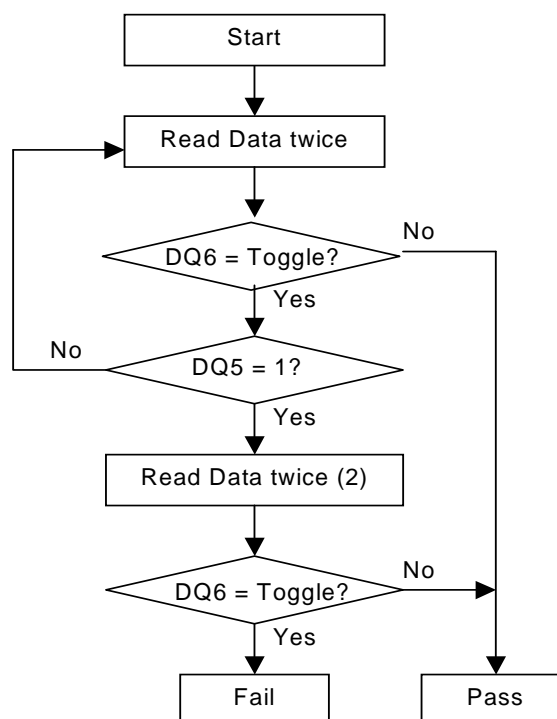 Start
Read Data twice
DQ6 = Toggle?
No
Yes
DQ5 = 1?
No
Yes
Read Data twice (2)
DQ6 = Toggle?
No
Yes
Fail
Pass